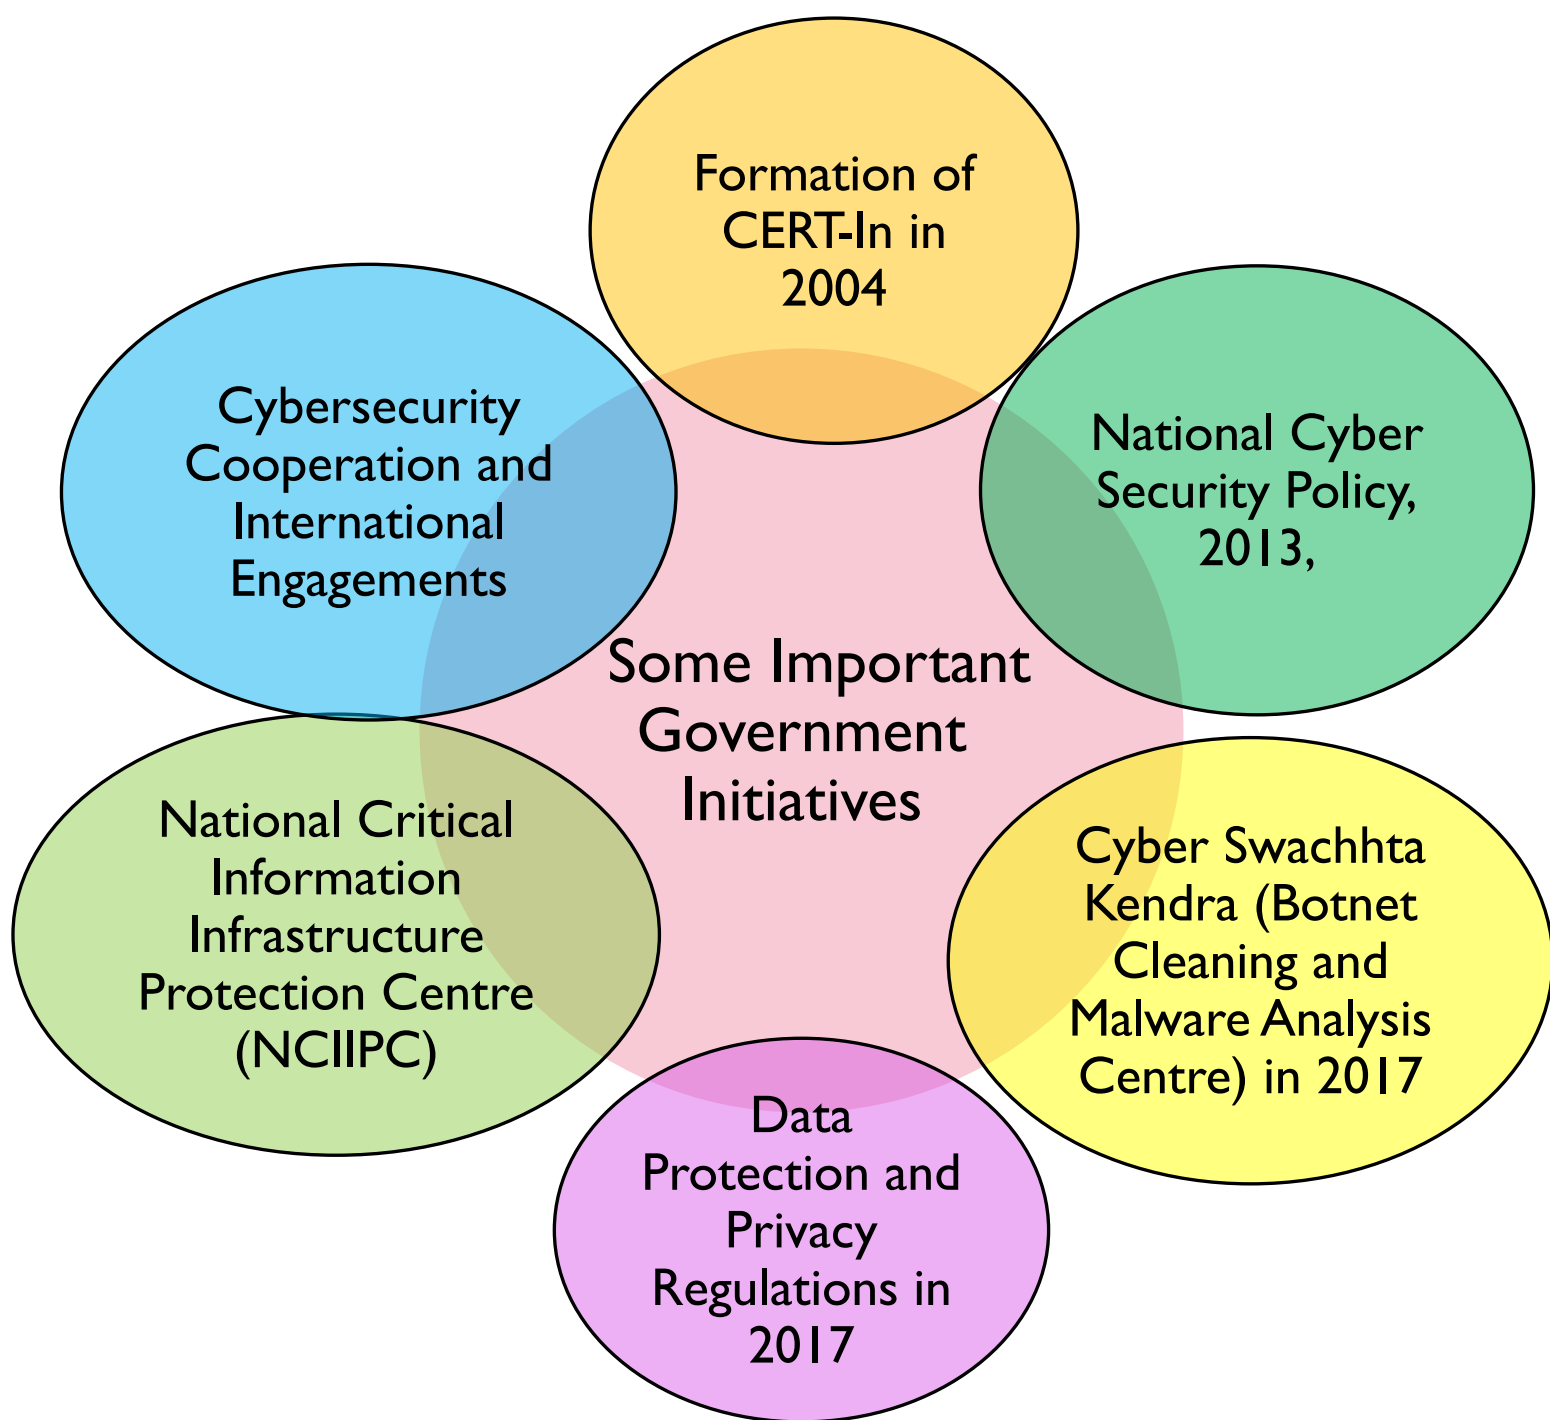 Formation of
CERT-In in
2004
National Cyber
Security Policy,
2013,
Cyber Swachhta
Kendra (Botnet
Cleaning and
Malware Analysis
Centre) in 2017
Data
Protection and
Privacy
Regulations in
2017
National Critical
Information
Infrastructure
Protection Centre
(NCIIPC)
Cybersecurity
Cooperation and
International
Engagements
Some Important
Government
Initiatives